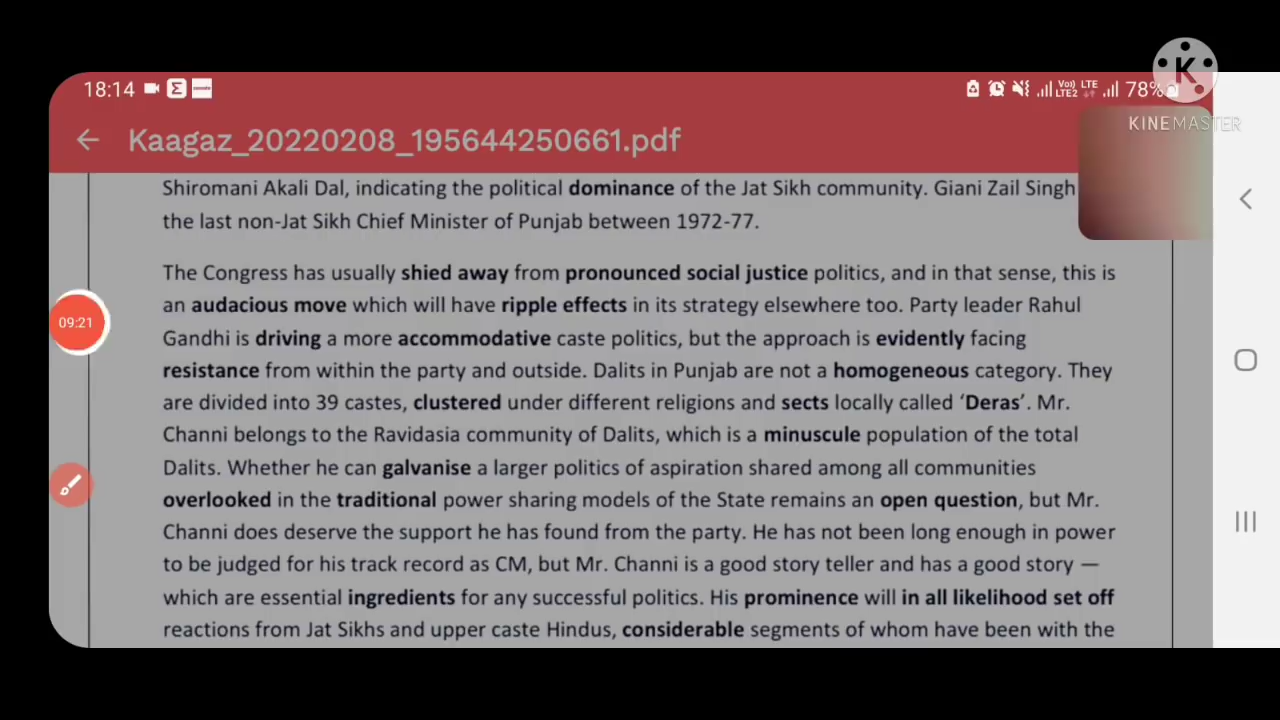 18:14 Σ Voi) LTE LTE2 78%
K
KINEMASTER
Kaagaz_20220208_195644250661.pdf
Shiromani Akali Dal, indicating the political dominance of the Jat Sikh community. Giani Zail Singh
the last non-Jat Sikh Chief Minister of Punjab between 1972-77.
The Congress has usually shied away from pronounced social justice politics, and in that sense, this is
an audacious move which will have ripple effects in its strategy elsewhere too. Party leader Rahul
09:21
Gandhi is driving a more accommodative caste politics, but the approach is evidently facing
resistance from within the party and outside. Dalits in Punjab are not a homogeneous category. They
are divided into 39 castes, clustered under different religions and sects locally called ‘Deras’. Mr.
Channi belongs to the Ravidasia community of Dalits, which is a minuscule population of the total
Dalits. Whether he can galvanise a larger politics of aspiration shared among all communities
overlooked in the traditional power sharing models of the State remains an open question, but Mr.
Channi does deserve the support he has found from the party. He has not been long enough in power
to be judged for his track record as CM, but Mr. Channi is a good story teller and has a good story —
which are essential ingredients for any successful politics. His prominence will in all likelihood set off
reactions from Jat Sikhs and upper caste Hindus, considerable segments of whom have been with the